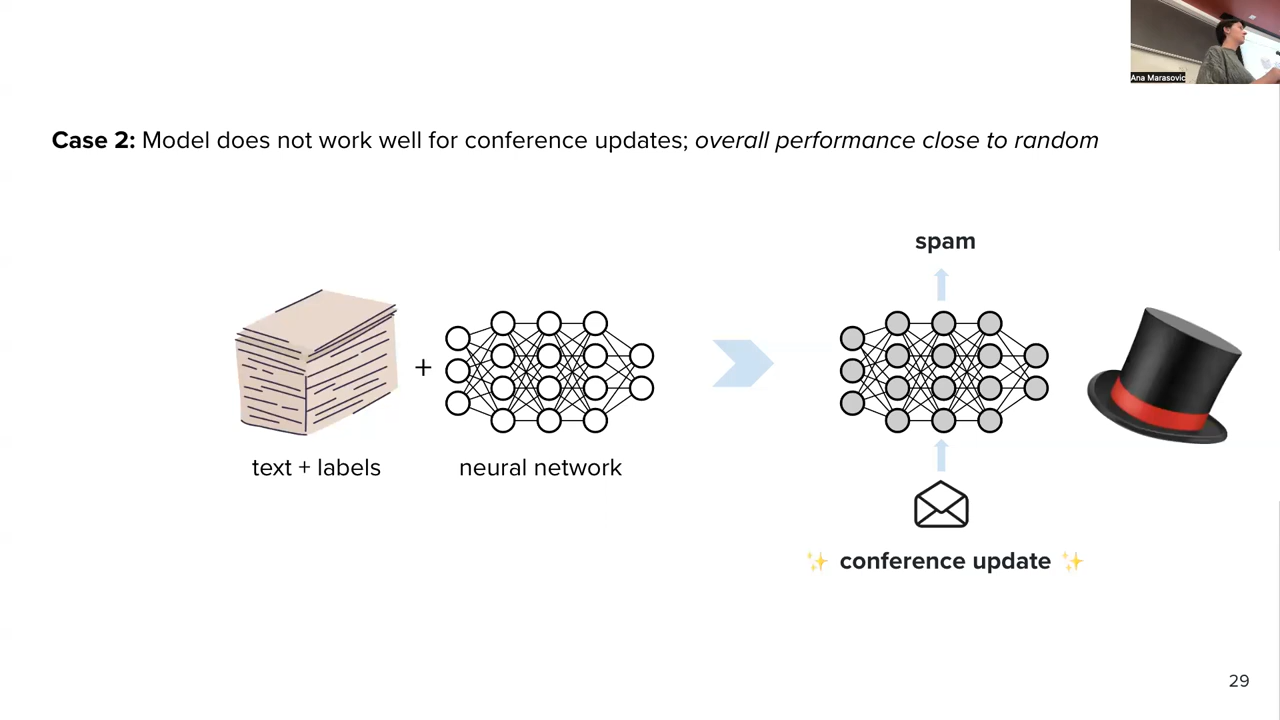 Ana Marasovic
Case 2: Model does not work well for conference updates; overall performance close to random
spam
+
text + labels
neural network
✨ conference update ✨
29